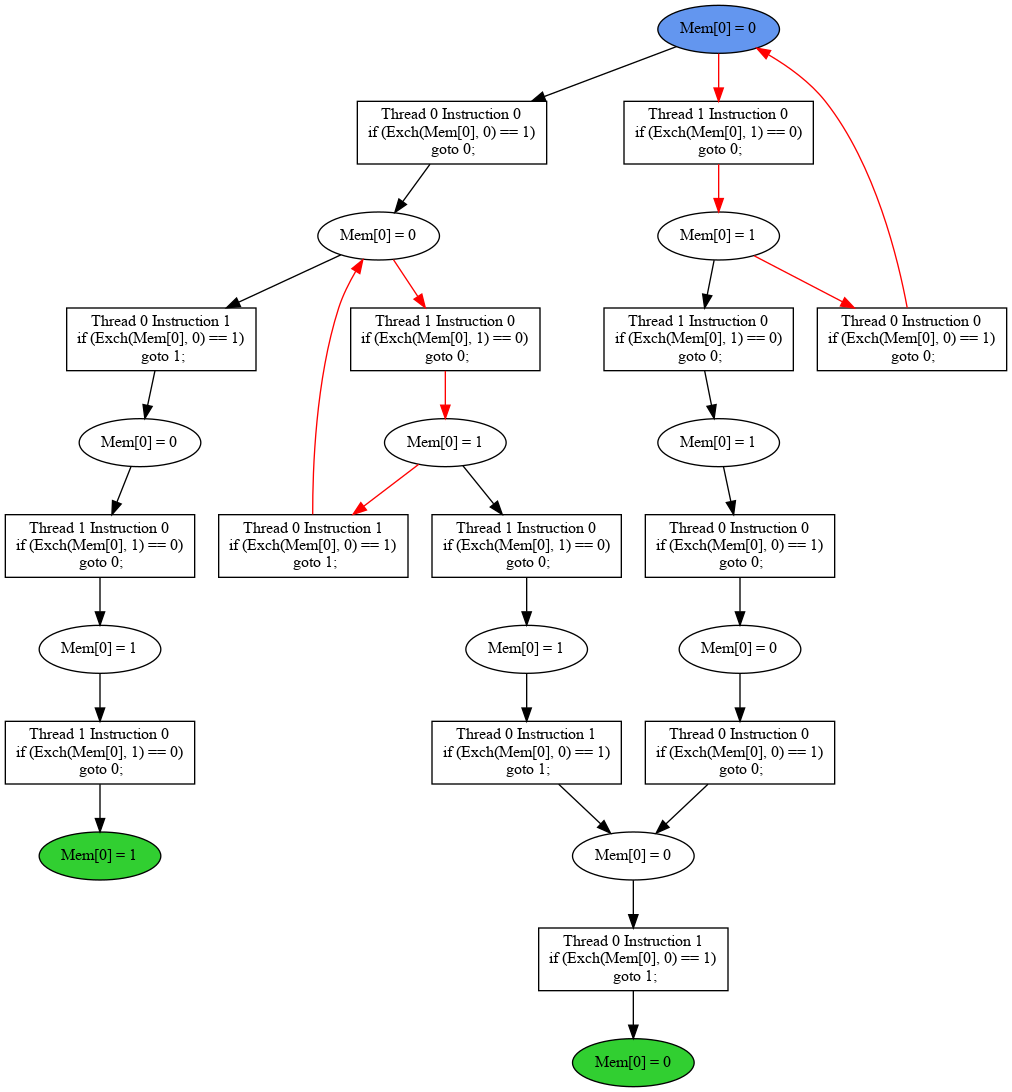 Mem[0] = 0
Thread 0 Instruction 0
if (Exch(Mem[0], 0) == 1)
goto 0;
Thread 1 Instruction 0
if (Exch(Mem[0], 1) == 0)
goto 0;
Mem[0] = 0
Mem[0] = 1
Thread 0 Instruction 1
if (Exch(Mem[0], 0) == 1)
goto 1;
Thread 1 Instruction 0
if (Exch(Mem[0], 1) == 0)
goto 0;
Thread 1 Instruction 0
if (Exch(Mem[0], 1) == 0)
goto 0;
Thread 0 Instruction 0
if (Exch(Mem[0], 0) == 1)
goto 0;
Mem[0] = 0
Mem[0] = 1
Mem[0] = 1
Thread 1 Instruction 0
if (Exch(Mem[0], 1) == 0)
goto 0;
Thread 0 Instruction 1
if (Exch(Mem[0], 0) == 1)
goto 1;
Thread 1 Instruction 0
if (Exch(Mem[0], 1) == 0)
goto 0;
Thread 0 Instruction 0
if (Exch(Mem[0], 0) == 1)
goto 0;
Mem[0] = 1
Mem[0] = 1
Mem[0] = 0
Thread 1 Instruction 0
if (Exch(Mem[0], 1) == 0)
goto 0;
Thread 0 Instruction 1
if (Exch(Mem[0], 0) == 1)
goto 1;
Thread 0 Instruction 0
if (Exch(Mem[0], 0) == 1)
goto 0;
Mem[0] = 1
Mem[0] = 0
Thread 0 Instruction 1
if (Exch(Mem[0], 0) == 1)
goto 1;
Mem[0] = 0